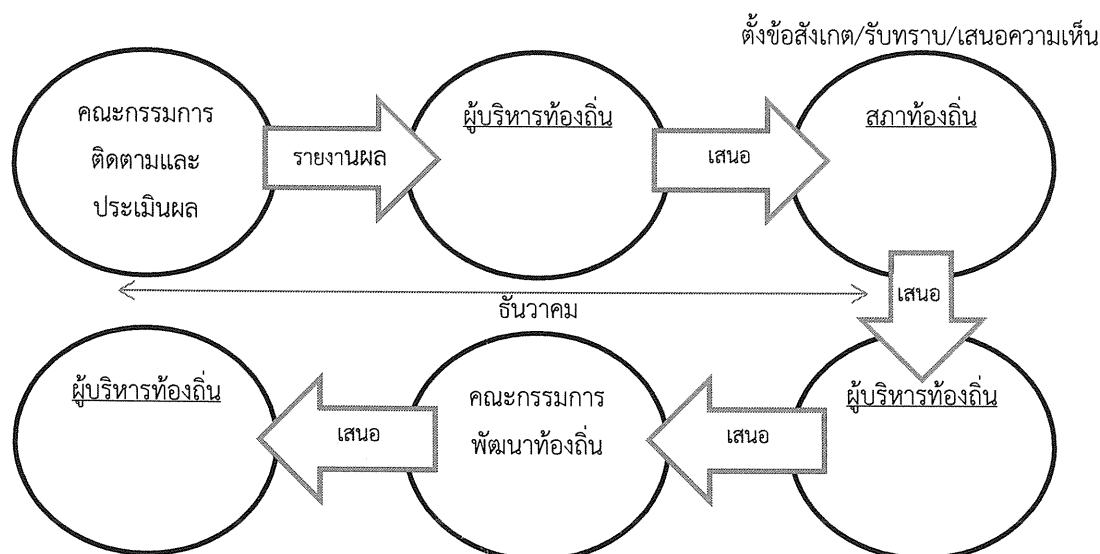 ตั้งข้อสังเกต/รับทราบ/เสนอความเห็น
คณะกรรมการ
ติดตามและ
ประเมินผล
รายงานผล
ผู้บริหารท้องถิ่น
เสนอ
สภาท้องถิ่น
ธันวาคม
เสนอ
ผู้บริหารท้องถิ่น
เสนอ
คณะกรรมการ
พัฒนาท้องถิ่น
เสนอ
ผู้บริหารท้องถิ่น